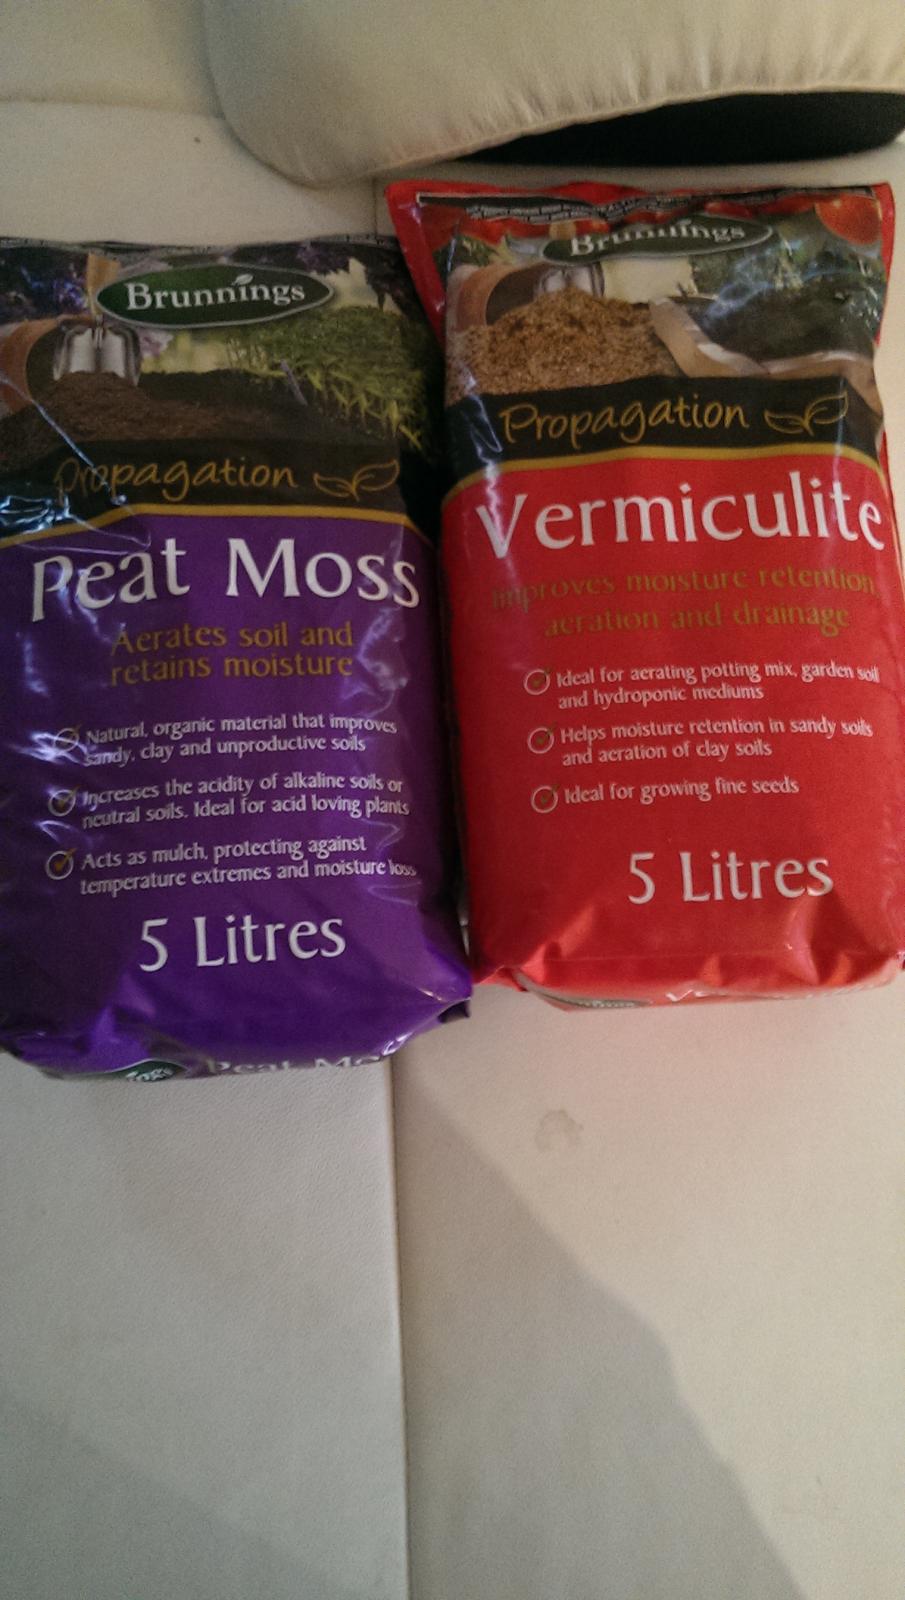 Brunnings
Propagation
Peat Moss
Aerates soil and
retains moisture
Natural, organic material that improves
sandy, clay and unproductive soils
Increases the acidity of alkaline soils or
neutral soils. Ideal for acid loving plants
Acts as mulch, protecting against
temperature extremes and moisture loss
5 Litres
Peat Mo
Brunnings
Propagation
Vermiculite
Improves moisture retention,
aeration and drainage
Ideal for aerating potting mix, garden soil
and hydroponic mediums
Helps moisture retention in sandy soils
and aeration of clay soils
Ideal for growing fine seeds
5 Litres